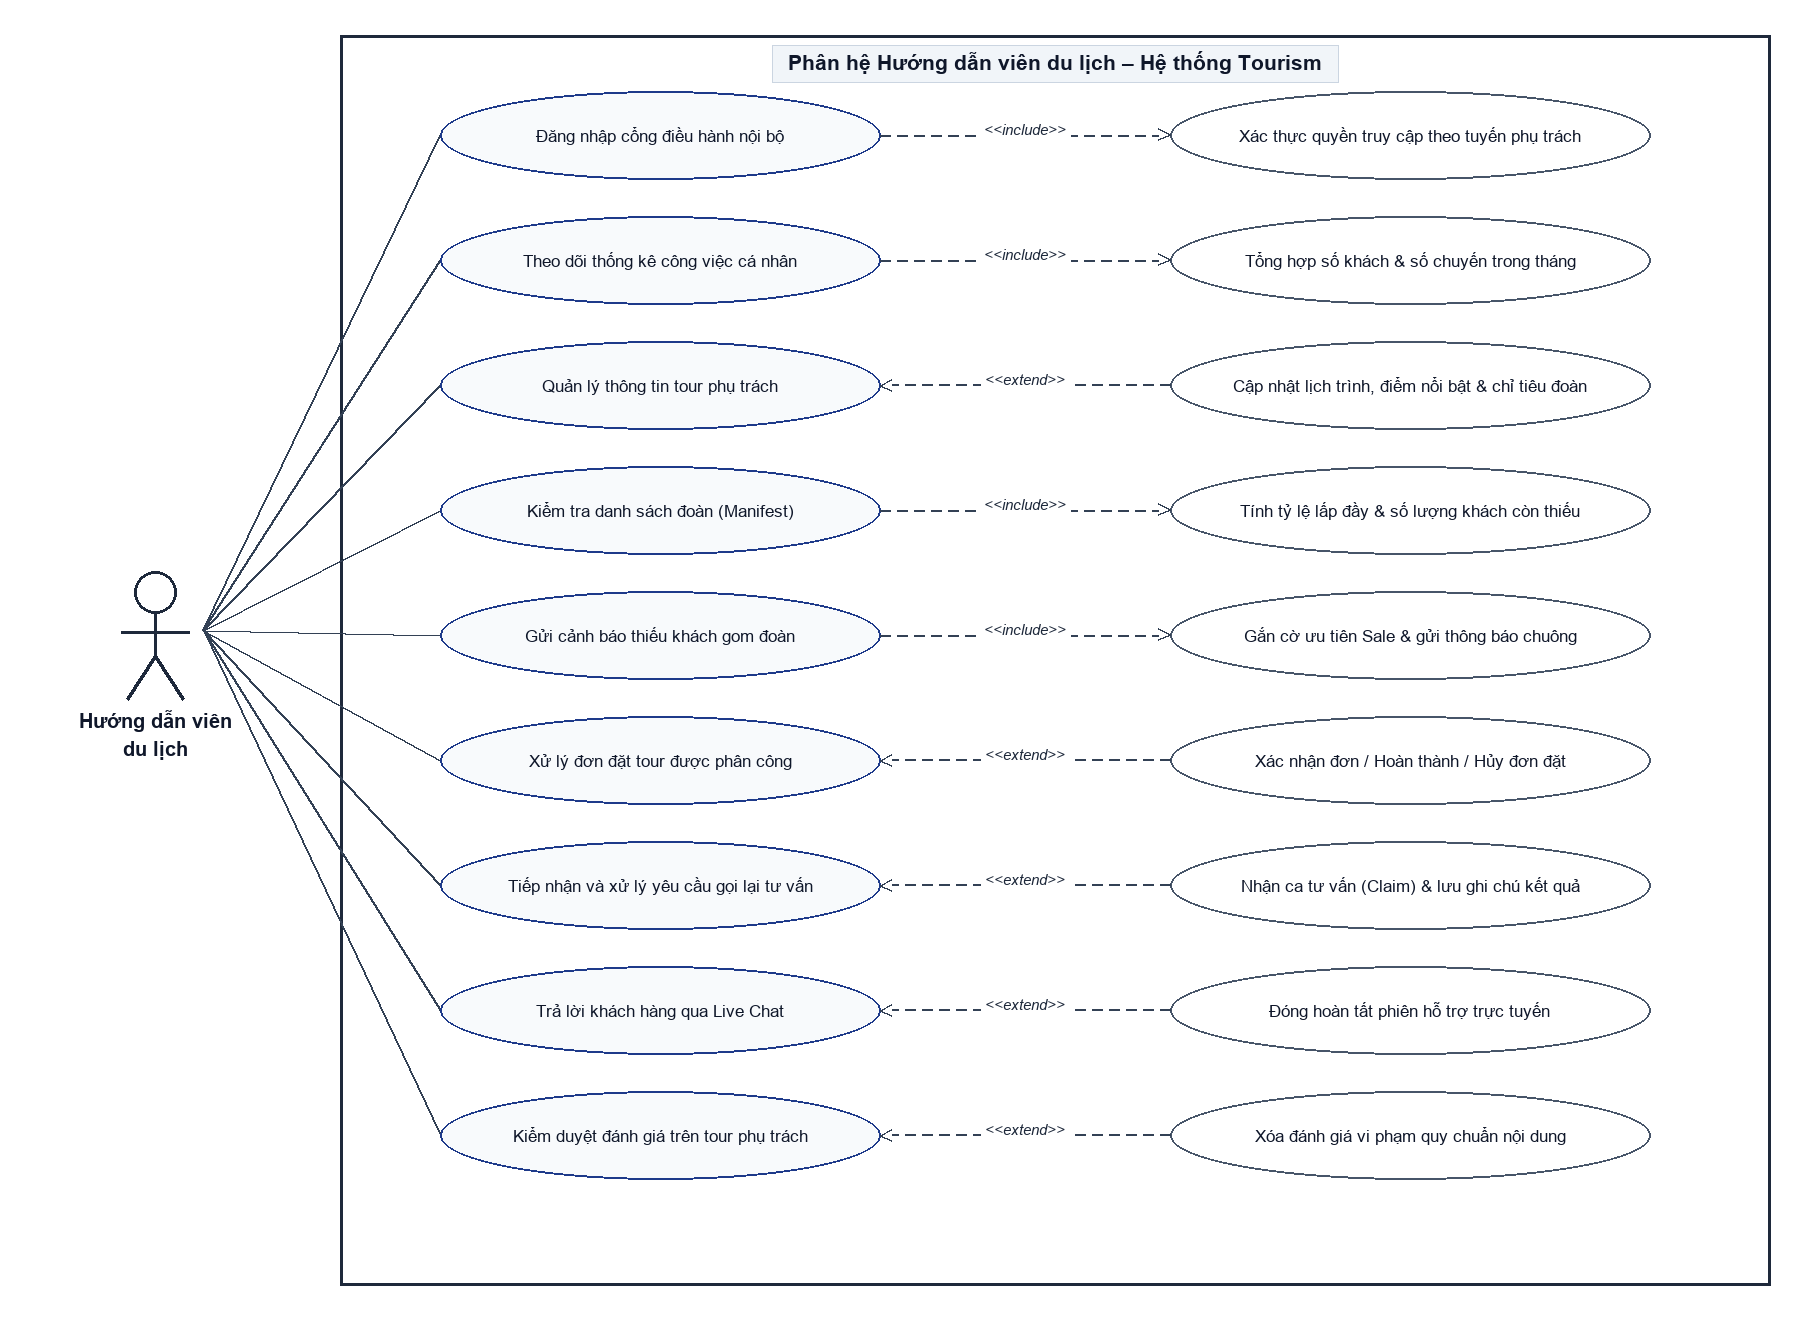 Phân hệ Hướng dẫn viên du lịch – Hệ thống Tourism
Đăng nhập cổng điều hành nội bộ
<<include>>
Xác thực quyền truy cập theo tuyến phụ trách
Theo dõi thống kê công việc cá nhân
<<include>>
Tổng hợp số khách & số chuyến trong tháng
Quản lý thông tin tour phụ trách
<<extend>>
Cập nhật lịch trình, điểm nổi bật & chỉ tiêu đoàn
Kiểm tra danh sách đoàn (Manifest)
<<include>>
Tính tỷ lệ lấp đầy & số lượng khách còn thiếu
Gửi cảnh báo thiếu khách gom đoàn
<<include>>
Gắn cờ ưu tiên Sale & gửi thông báo chuông
Hướng dẫn viên
du lịch
Xử lý đơn đặt tour được phân công
<<extend>>
Xác nhận đơn / Hoàn thành / Hủy đơn đặt
Tiếp nhận và xử lý yêu cầu gọi lại tư vấn
<<extend>>
Nhận ca tư vấn (Claim) & lưu ghi chú kết quả
Trả lời khách hàng qua Live Chat
<<extend>>
Đóng hoàn tất phiên hỗ trợ trực tuyến
Kiểm duyệt đánh giá trên tour phụ trách
<<extend>>
Xóa đánh giá vi phạm quy chuẩn nội dung